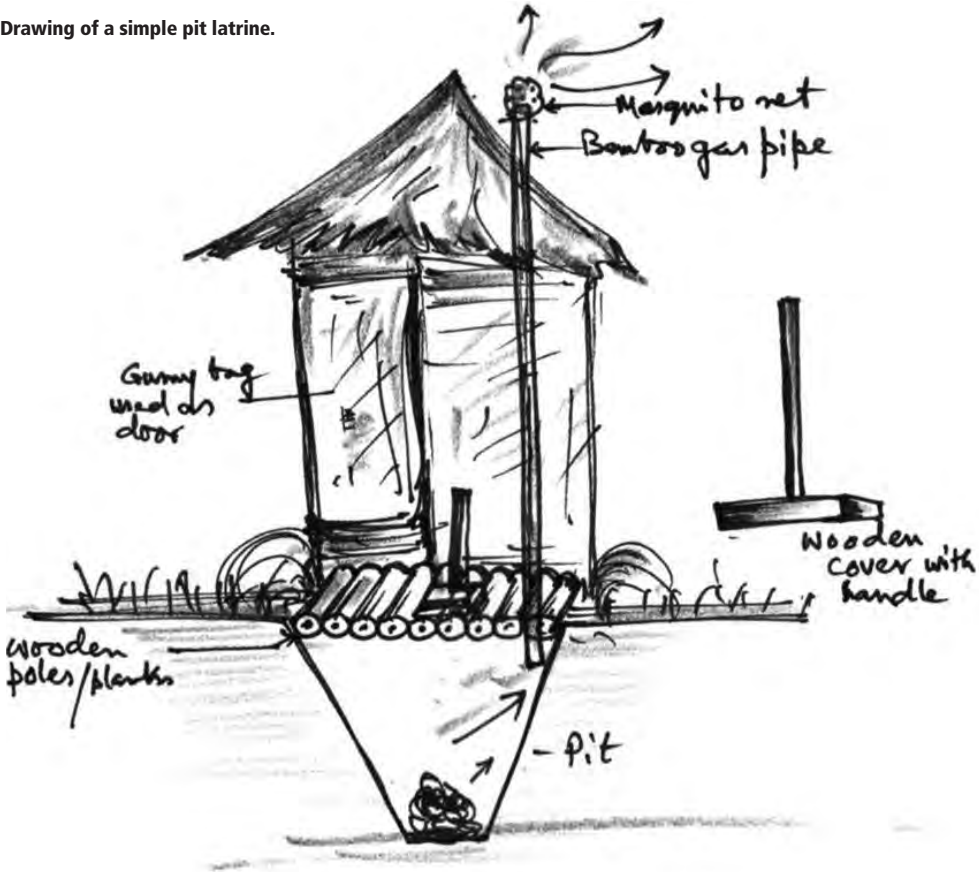 Drawing of a simple pit latrine.
Mosquito net
Bamboo gas pipe
Gunny bag
used as
door
wooden
cover with
handle
wooden
poles/planks
- Pit